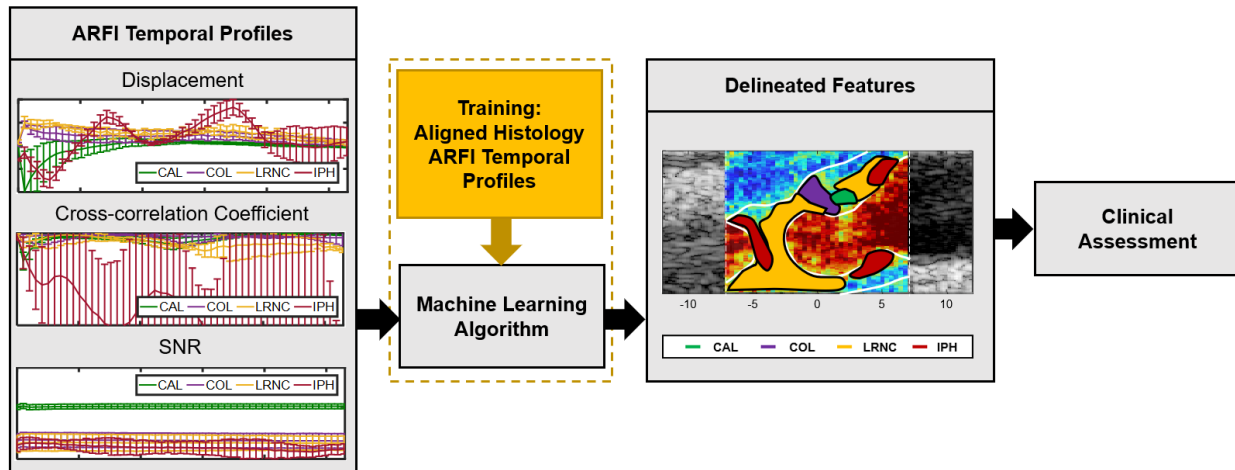 ARFI Temporal Profiles
Displacement
CAL COL LRNC IPH
Cross-correlation Coefficient
CAL COL LRNC IPH
SNR
CAL COL LRNC IPH
Training:
Aligned Histology
ARFI Temporal
Profiles
Machine Learning
Algorithm
Delineated Features
-10 -5 0 5 10
CAL COL LRNC IPH
Clinical
Assessment